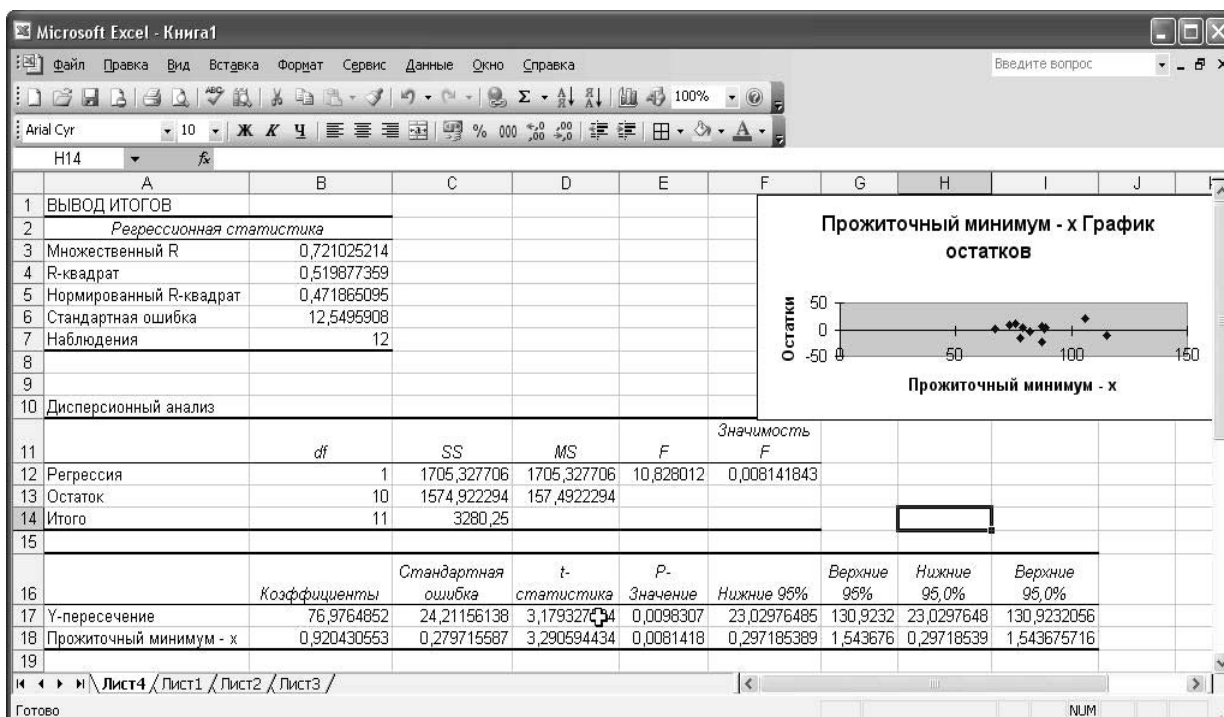 Microsoft Excel - Книга1
Файл Правка Вид Вставка Формат Сервис Данные Окно Справка Введите вопрос
100%
Arial Cyr 10 Ж К Ч % 000
H14 fx
A B C D E F G H I J
1 ВЫВОД ИТОГОВ
2 Регрессионная статистика
3 Множественный R 0,721025214
4 R-квадрат 0,519877359
5 Нормированный R-квадрат 0,471865095
6 Стандартная ошибка 12,5495908
7 Наблюдения 12
8
9
10 Дисперсионный анализ
Прожиточный минимум - x График
остатков
Остатки
50
0
-50 0 50 100 150
Прожиточный минимум - x
11 df SS MS F Значимость F
12 Регрессия 1 1705,327706 1705,327706 10,828012 0,008141843
13 Остаток 10 1574,922294 157,4922294
14 Итого 11 3280,25
15
16 Коэффициенты Стандартная ошибка t-статистика P-Значение Нижние 95% Верхние 95% Нижние 95,0% Верхние 95,0%
17 Y-пересечение 76,9764852 24,21156138 0,0098307 23,02976485 130,9232 23,0297648 130,9232056
18 Прожиточный минимум - x 0,920430553 0,279715587 3,290594434 0,0081418 0,297185389 1,543676 0,29718539 1,543675716
19
Лист4 Лист1 Лист2 Лист3
Готово NUM